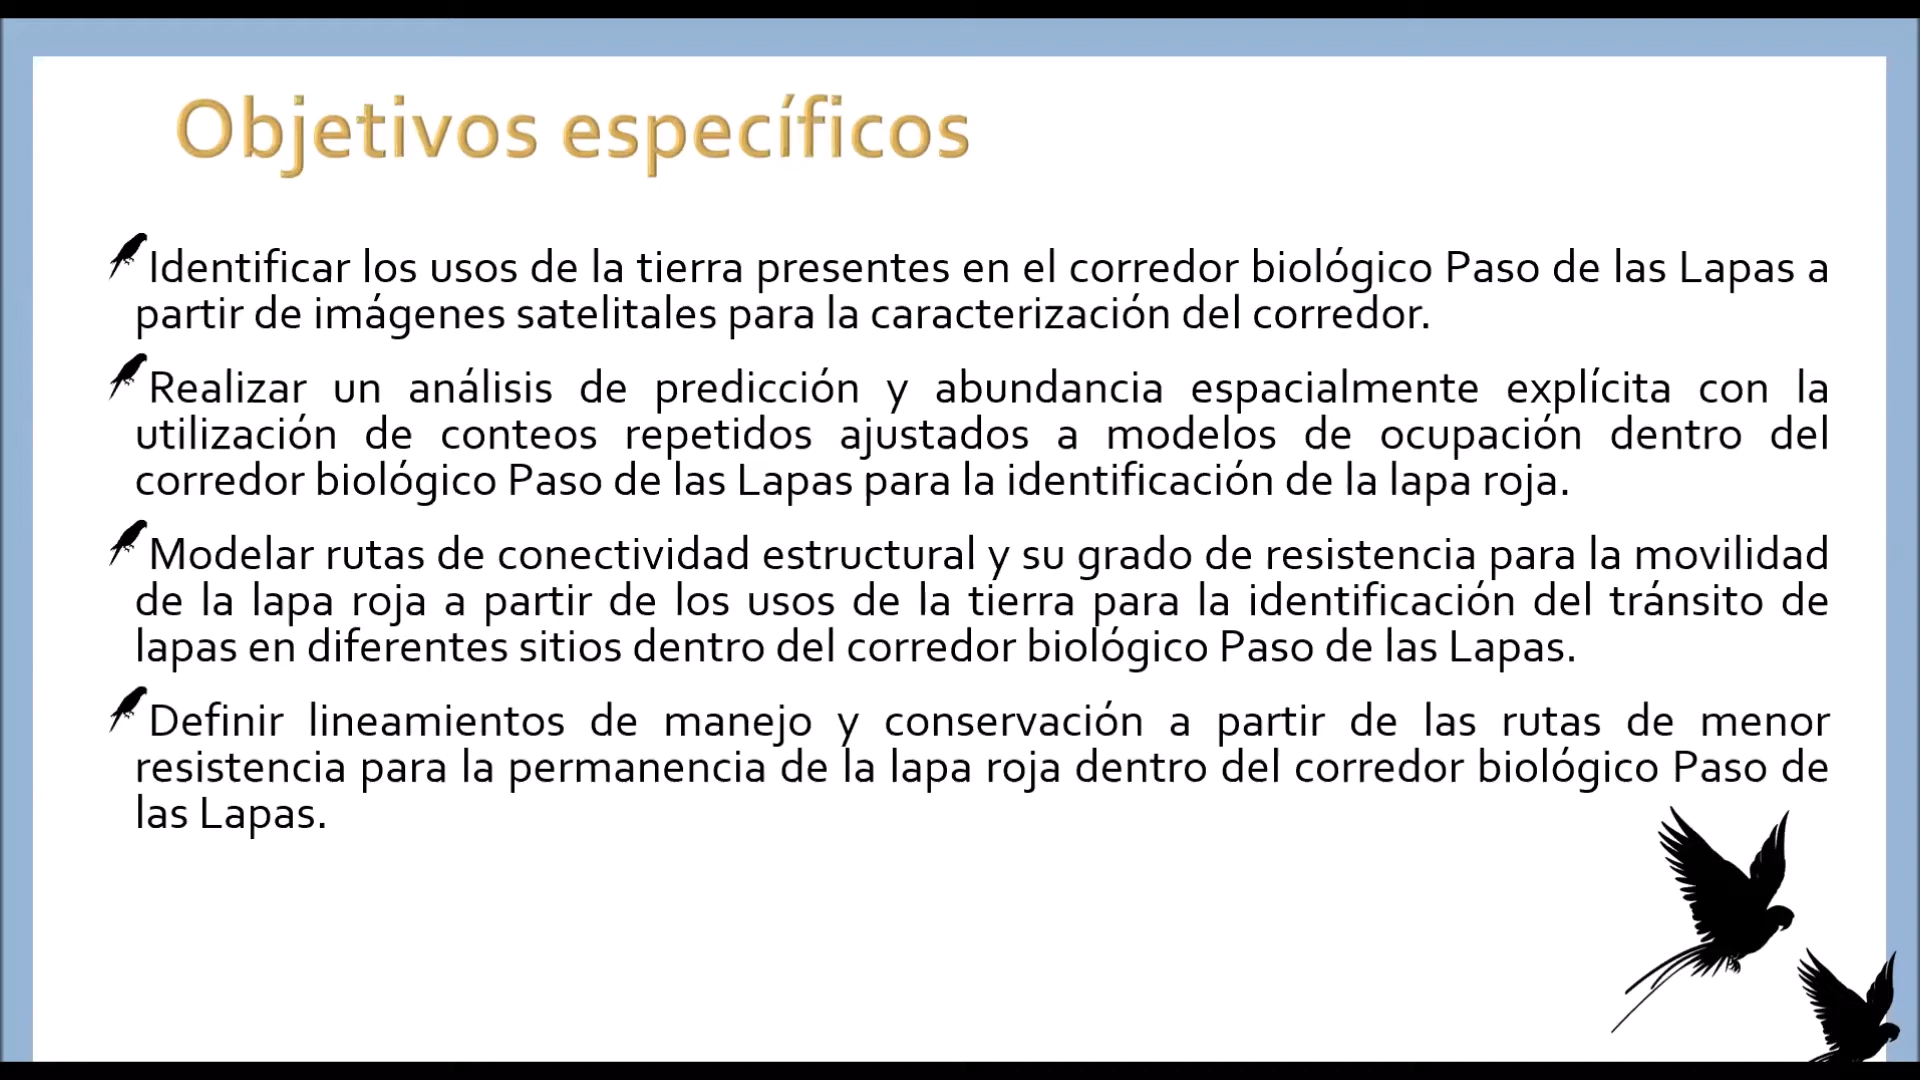 Objetivos específicos
Identificar los usos de la tierra presentes en el corredor biológico Paso de las Lapas a
partir de imágenes satelitales para la caracterización del corredor.
Realizar un análisis de predicción y abundancia espacialmente explícita con la
utilización de conteos repetidos ajustados a modelos de ocupación dentro del
corredor biológico Paso de las Lapas para la identificación de la lapa roja.
Modelar rutas de conectividad estructural y su grado de resistencia para la movilidad
de la lapa roja a partir de los usos de la tierra para la identificación del tránsito de
lapas en diferentes sitios dentro del corredor biológico Paso de las Lapas.
Definir lineamientos de manejo y conservación a partir de las rutas de menor
resistencia para la permanencia de la lapa roja dentro del corredor biológico Paso de
las Lapas.